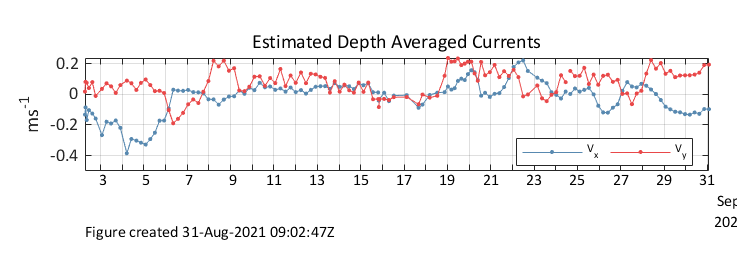 Estimated Depth Averaged Currents
0.2
0
-0.2
-0.4
ms-1
Vx Vy
3 5 7 9 11 13 15 17 19 21 23 25 27 29 31
Sep
202
Figure created 31-Aug-2021 09:02:47Z